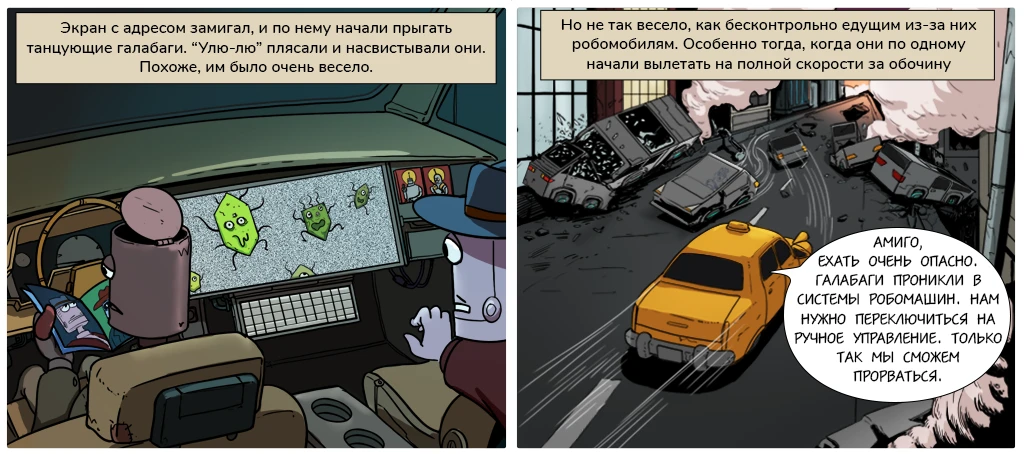 Экран с адресом замигал, и по нему начали прыгать
танцующие галабаги. “Улю-лю” плясали и насвистывали они.
Похоже, им было очень весело.
Но не так весело, как бесконтрольно едущим из-за них
робомобилям. Особенно тогда, когда они по одному
начали вылетать на полной скорости за обочину
АМИГО,
ЕХАТЬ ОЧЕНЬ ОПАСНО.
ГАЛАБАГИ ПРОНИКЛИ В
СИСТЕМЫ РОБОМАШИН. НАМ
НУЖНО ПЕРЕКЛЮЧИТЬСЯ НА
РУЧНОЕ УПРАВЛЕНИЕ. ТОЛЬКО
ТАК МЫ СМОЖЕМ
ПРОРВАТЬСЯ.